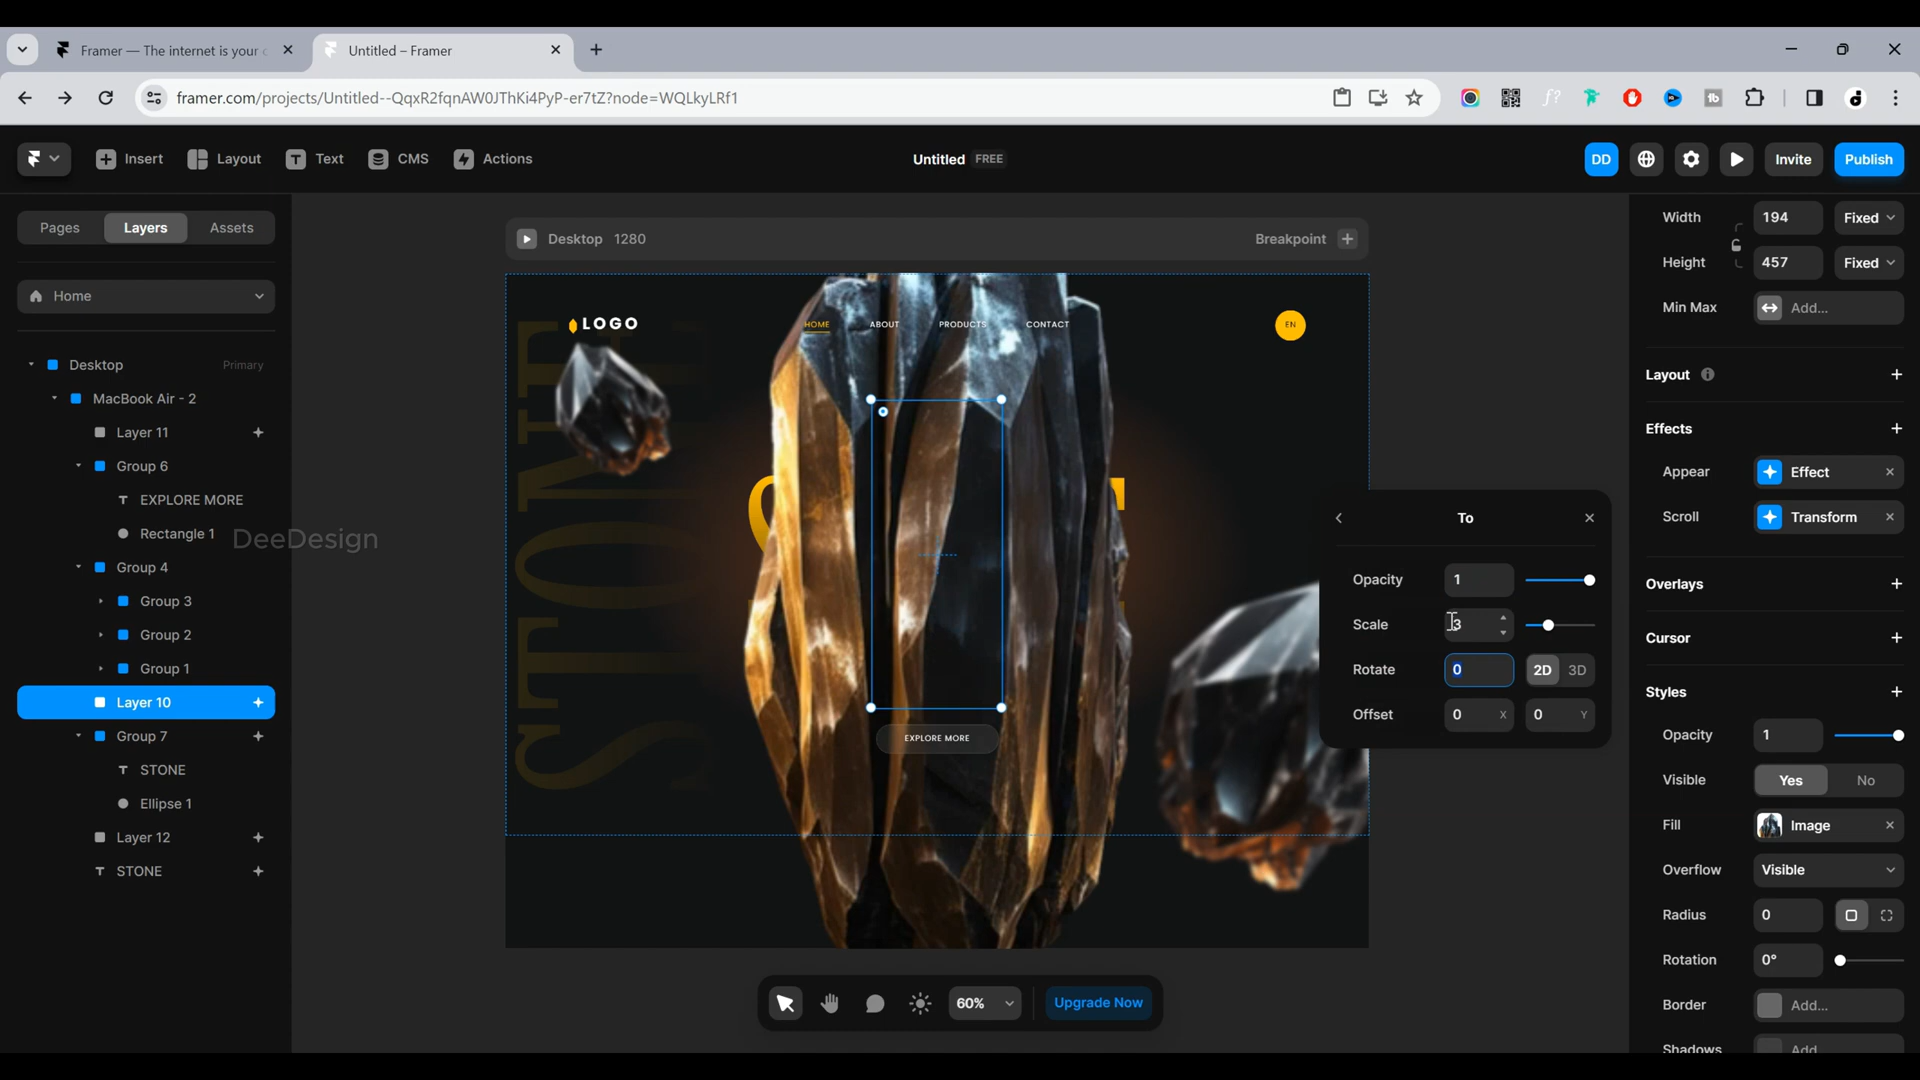 Framer — The internet is your c
Untitled – Framer
framer.com/projects/Untitled--QqxR2fqnAW0JThKi4PyP-er7tZ?node=WQLkyLRf1
Insert
Layout
Text
CMS
Actions
Untitled FREE
DD
Invite
Publish
Pages
Layers
Assets
Home
Desktop Primary
MacBook Air - 2
Layer 11
Group 6
EXPLORE MORE
Rectangle 1
DeeDesign
Group 4
Group 3
Group 2
Group 1
Layer 10
Group 7
STONE
Ellipse 1
Layer 12
STONE
Desktop 1280
Breakpoint
LOGO
HOME ABOUT PRODUCTS CONTACT
EN
STONE
EXPLORE MORE
60%
Upgrade Now
To
Opacity 1
Scale 3
Rotate 0 2D 3D
Offset 0 X 0 Y
Width 194 Fixed
Height 457 Fixed
Min Max Add...
Layout
Effects
Appear Effect
Scroll Transform
Overlays
Cursor
Styles
Opacity 1
Visible Yes No
Fill Image
Overflow Visible
Radius 0
Rotation 0°
Border Add...
Shadows Add